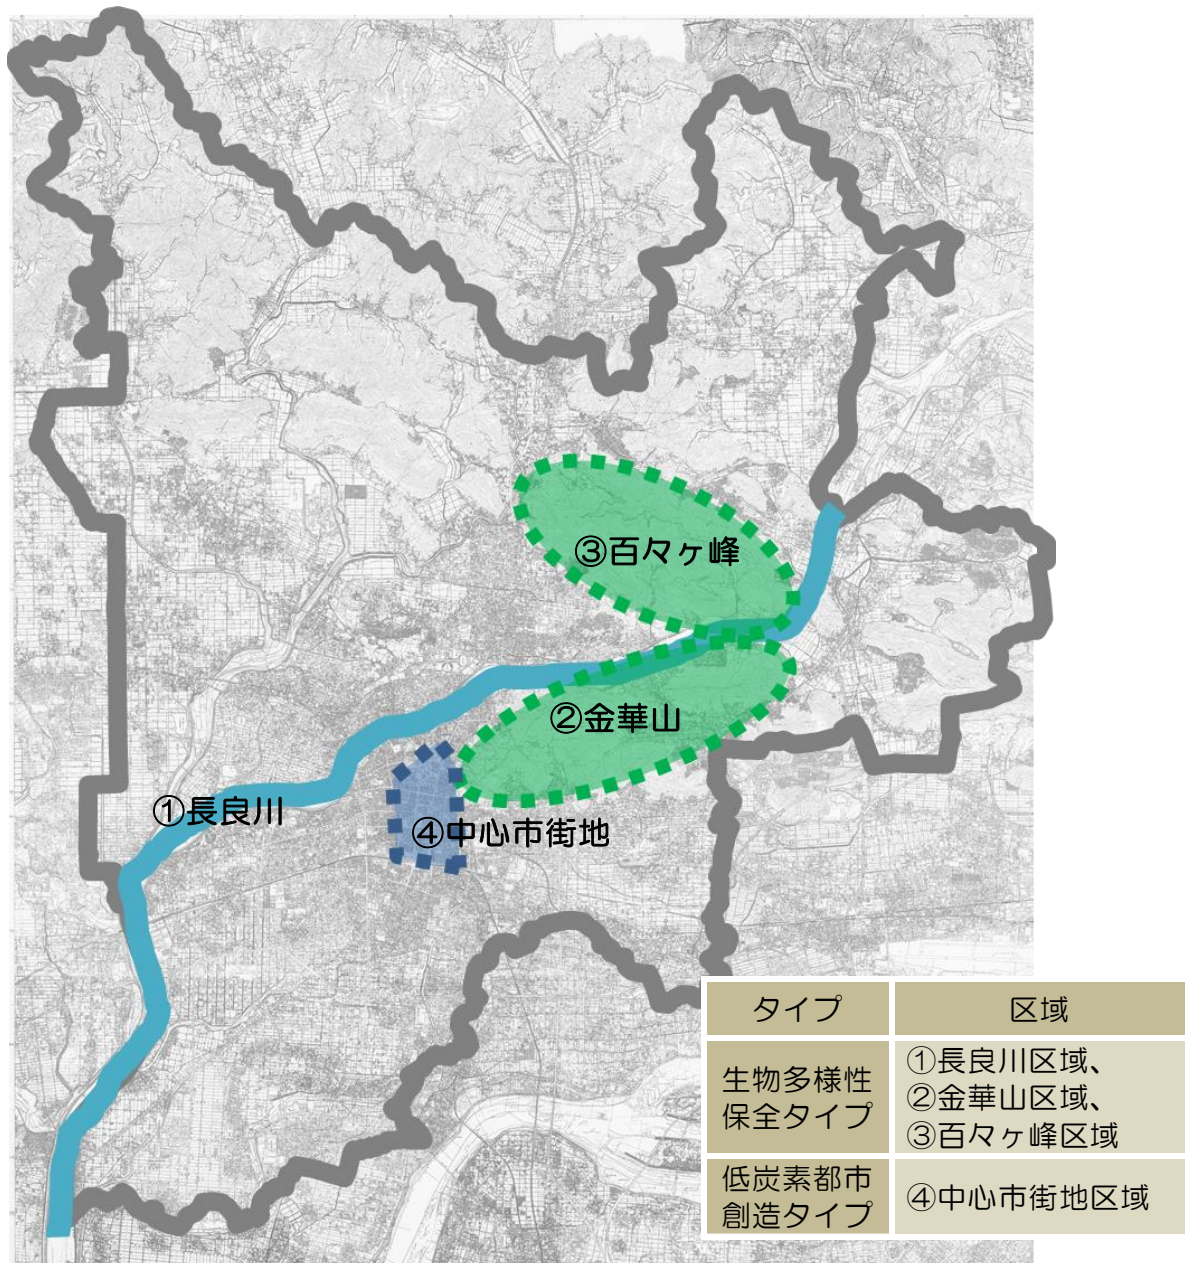 ③百々ヶ峰
②金華山
①長良川
④中心市街地
タイプ
区域
生物多様性
保全タイプ
①長良川区域、
②金華山区域、
③百々ヶ峰区域
低炭素都市
創造タイプ
④中心市街地区域